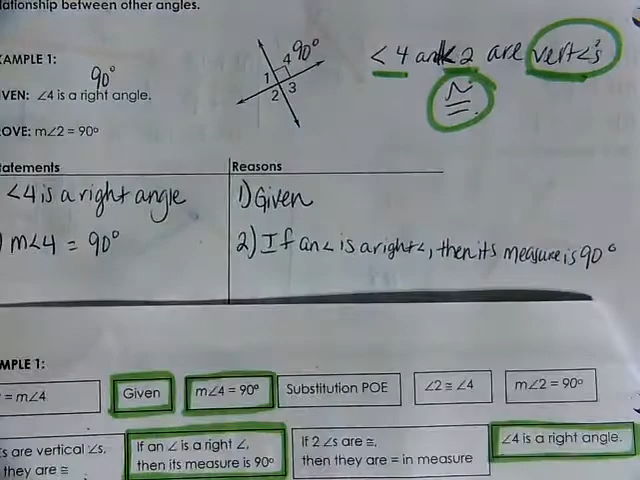 lationship between other angles.
XAMPLE 1:
90°
VEN: ∠4 is a right angle.
OVE: m∠2 = 90°
90°
1 4
2 3
<4 and <2 are vert∠'s
≅
tatements Reasons
∠4 is a right angle 1) Given
) m<4 = 90° 2) If an < is a right <, then its measure is 90°
MPLE 1:
= m∠4 Given m∠4 = 90° Substitution POE ∠2 ≅ ∠4 m∠2 = 90°
s are vertical ∠s, If an ∠ is a right ∠, If 2 ∠s are ≅, ∠4 is a right angle.
they are ≅ then its measure is 90° then they are = in measure